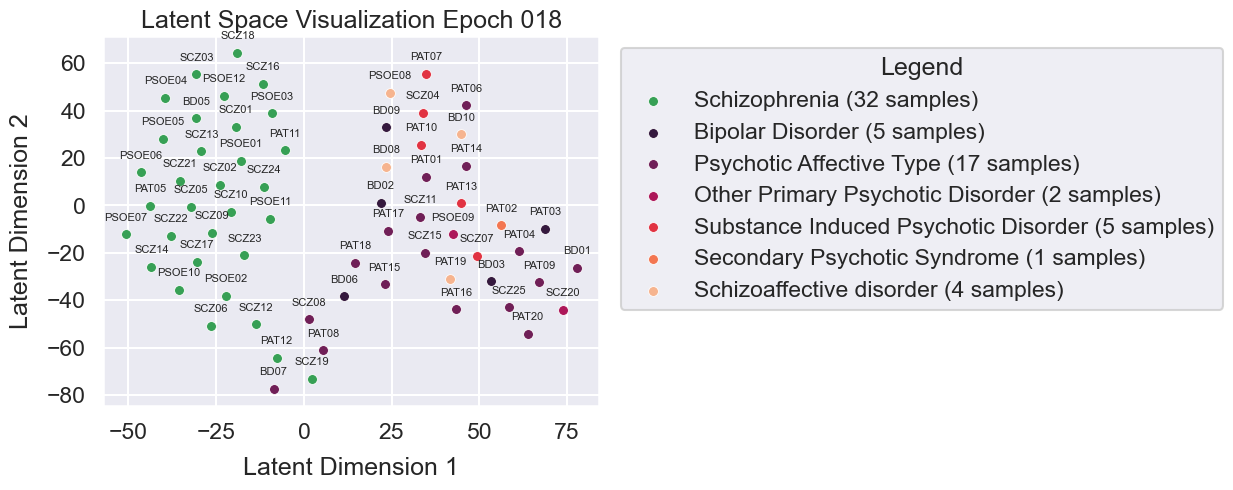 Latent Space Visualization Epoch 018
SCZ18
PAT07
SCZ03
SCZ16
PSOE08
PSOE04
PSOE12
PAT06
SCZ04
BD05
PSOE03
BD09
BD10
SCZ01
PSOE05
PAT10
SCZ13
PAT11
PSOE01
PAT14
BD08
PSOE06
SCZ21
PAT01
SCZ02
SCZ24
BD02
PAT05
SCZ05
PAT13
SCZ10
SCZ11
PSOE11
PAT02
PAT03
PSOE07
SCZ22
SCZ09
PAT17
PSOE09
SCZ14
SCZ17
SCZ23
PAT18
SCZ15
SCZ07
PAT04
BD01
PSOE10
PSOE02
PAT15
PAT19
BD03
PAT09
BD06
SCZ06
SCZ12
SCZ08
PAT16
SCZ25
SCZ20
PAT12
PAT08
PAT20
BD07
SCZ19
60
40
20
0
−20
−40
−60
−80
Latent Dimension 2
−50
−25
0
25
50
75
Latent Dimension 1
Legend
Schizophrenia (32 samples)
Bipolar Disorder (5 samples)
Psychotic Affective Type (17 samples)
Other Primary Psychotic Disorder (2 samples)
Substance Induced Psychotic Disorder (5 samples)
Secondary Psychotic Syndrome (1 samples)
Schizoaffective disorder (4 samples)